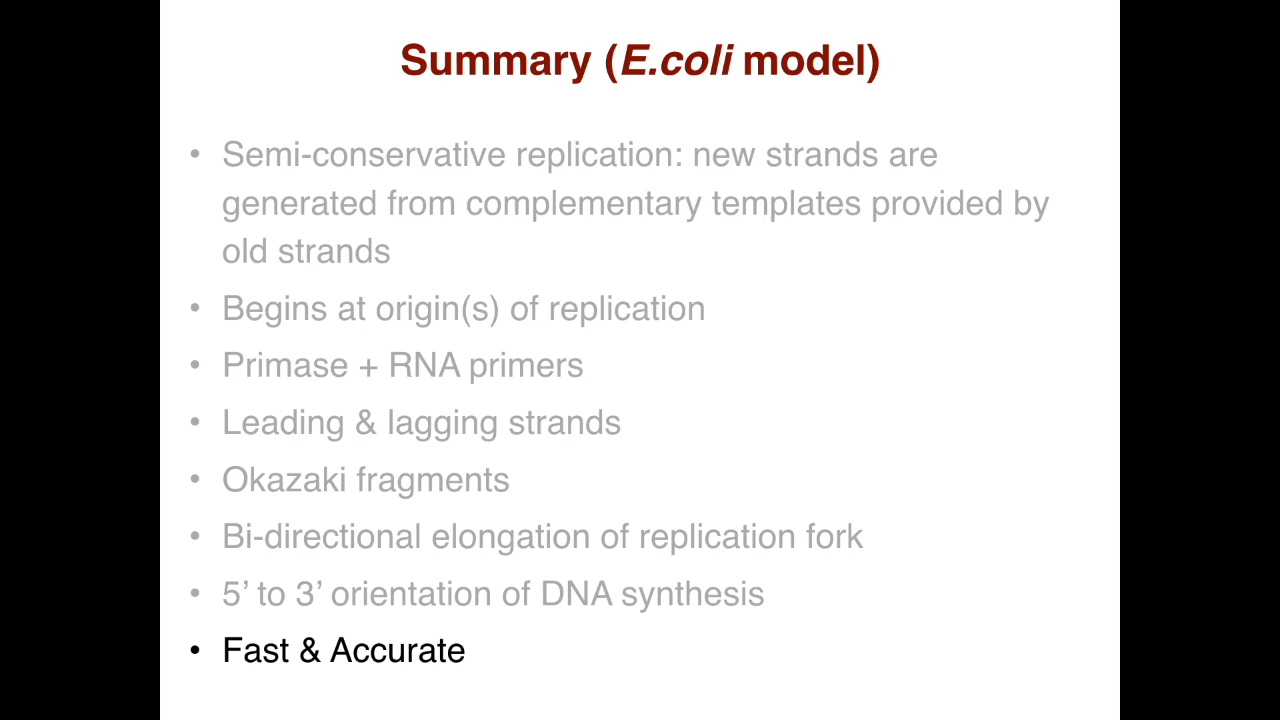 Summary (E.coli model)
• Semi-conservative replication: new strands are
generated from complementary templates provided by
old strands
• Begins at origin(s) of replication
• Primase + RNA primers
• Leading & lagging strands
• Okazaki fragments
• Bi-directional elongation of replication fork
• 5’ to 3’ orientation of DNA synthesis
• Fast & Accurate